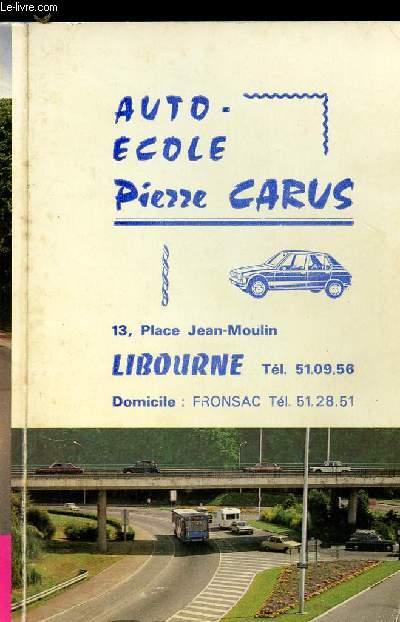 Le-Livre.com
AUTO-
ECOLE
Pierre CARUS
13, Place Jean-Moulin
LIBOURNE Tél. 51.09.56
Domicile : FRONSAC Tél. 51.28.51